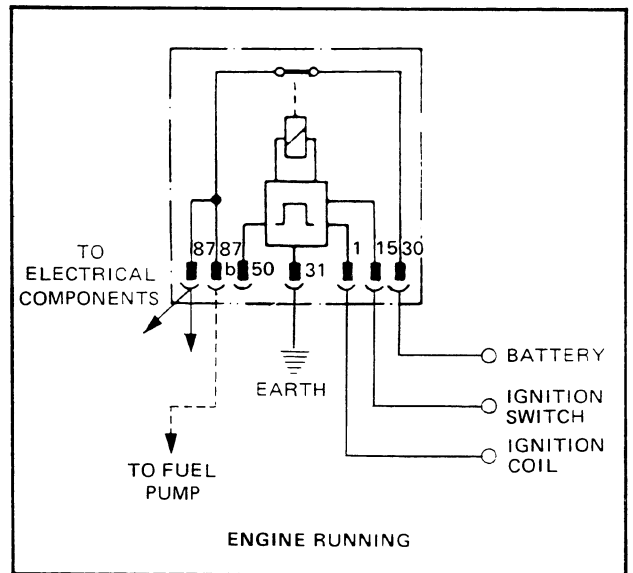 87 87 b 50 31 1 15 30
TO
ELECTRICAL
COMPONENTS
EARTH
BATTERY
IGNITION
SWITCH
IGNITION
COIL
TO FUEL
PUMP
ENGINE RUNNING